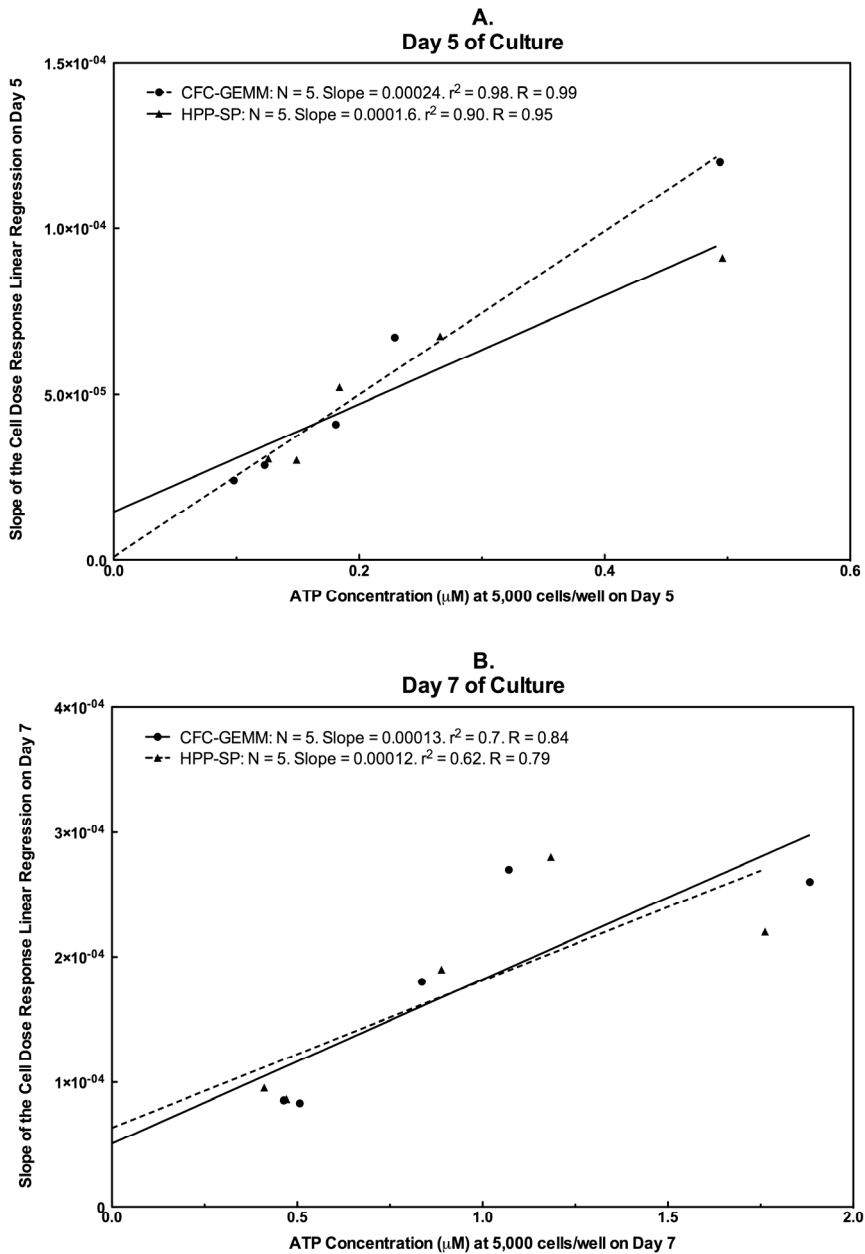 A.
Day 5 of Culture
Slope of the Cell Dose Response Linear Regression on Day 5
1.5×10-04
1.0×10-04
5.0×10-05
0.0
CFC-GEMM: N = 5. Slope = 0.00024. r2 = 0.98. R = 0.99
HPP-SP: N = 5. Slope = 0.0001.6. r2 = 0.90. R = 0.95
0.0 0.2 0.4 0.6
ATP Concentration (μM) at 5,000 cells/well on Day 5
B.
Day 7 of Culture
Slope of the Cell Dose Response Linear Regression on Day 7
4×10-04
3×10-04
2×10-04
1×10-04
0
CFC-GEMM: N = 5. Slope = 0.00013. r2 = 0.7. R = 0.84
HPP-SP: N = 5. Slope = 0.00012. r2 = 0.62. R = 0.79
0.0 0.5 1.0 1.5 2.0
ATP Concentration (μM) at 5,000 cells/well on Day 7